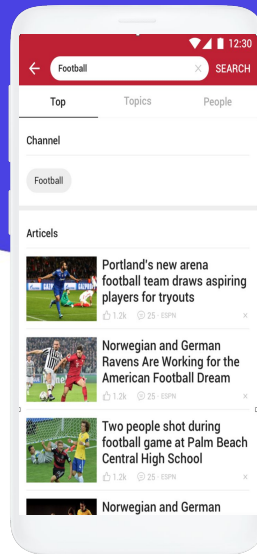 12:30
Football
SEARCH
Top
Topics
People
Channel
Football
Articels
Portland's new arena
football team draws aspiring
players for tryouts
1.2k 25 · ESPN
Norwegian and German
Ravens Are Working for the
American Football Dream
1.2k 25 · ESPN
Two people shot during
football game at Palm Beach
Central High School
1.2k 25 · ESPN
Norwegian and German